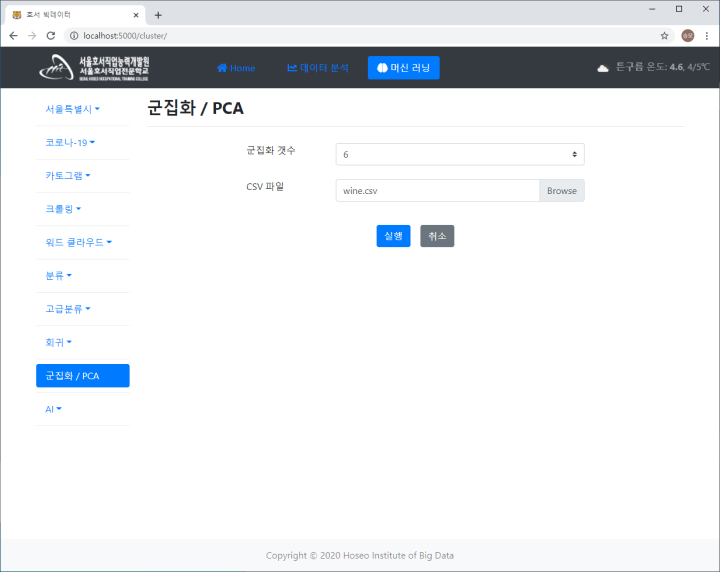 호서 빅데이터
localhost:5000/cluster/
승모
서울호서직업능력개발원
서울호서직업전문학교
SEOUL HOSEO OCCUPATIONAL TRAINING COLLEGE
Home
데이터 분석
머신 러닝
튼구름 온도: 4.6, 4/5℃
서울특별시
코로나-19
카토그램
크롤링
워드 클라우드
분류
고급분류
회귀
군집화 / PCA
AI
군집화 / PCA
군집화 갯수
6
CSV 파일
wine.csv
Browse
실행
취소
Copyright © 2020 Hoseo Institute of Big Data